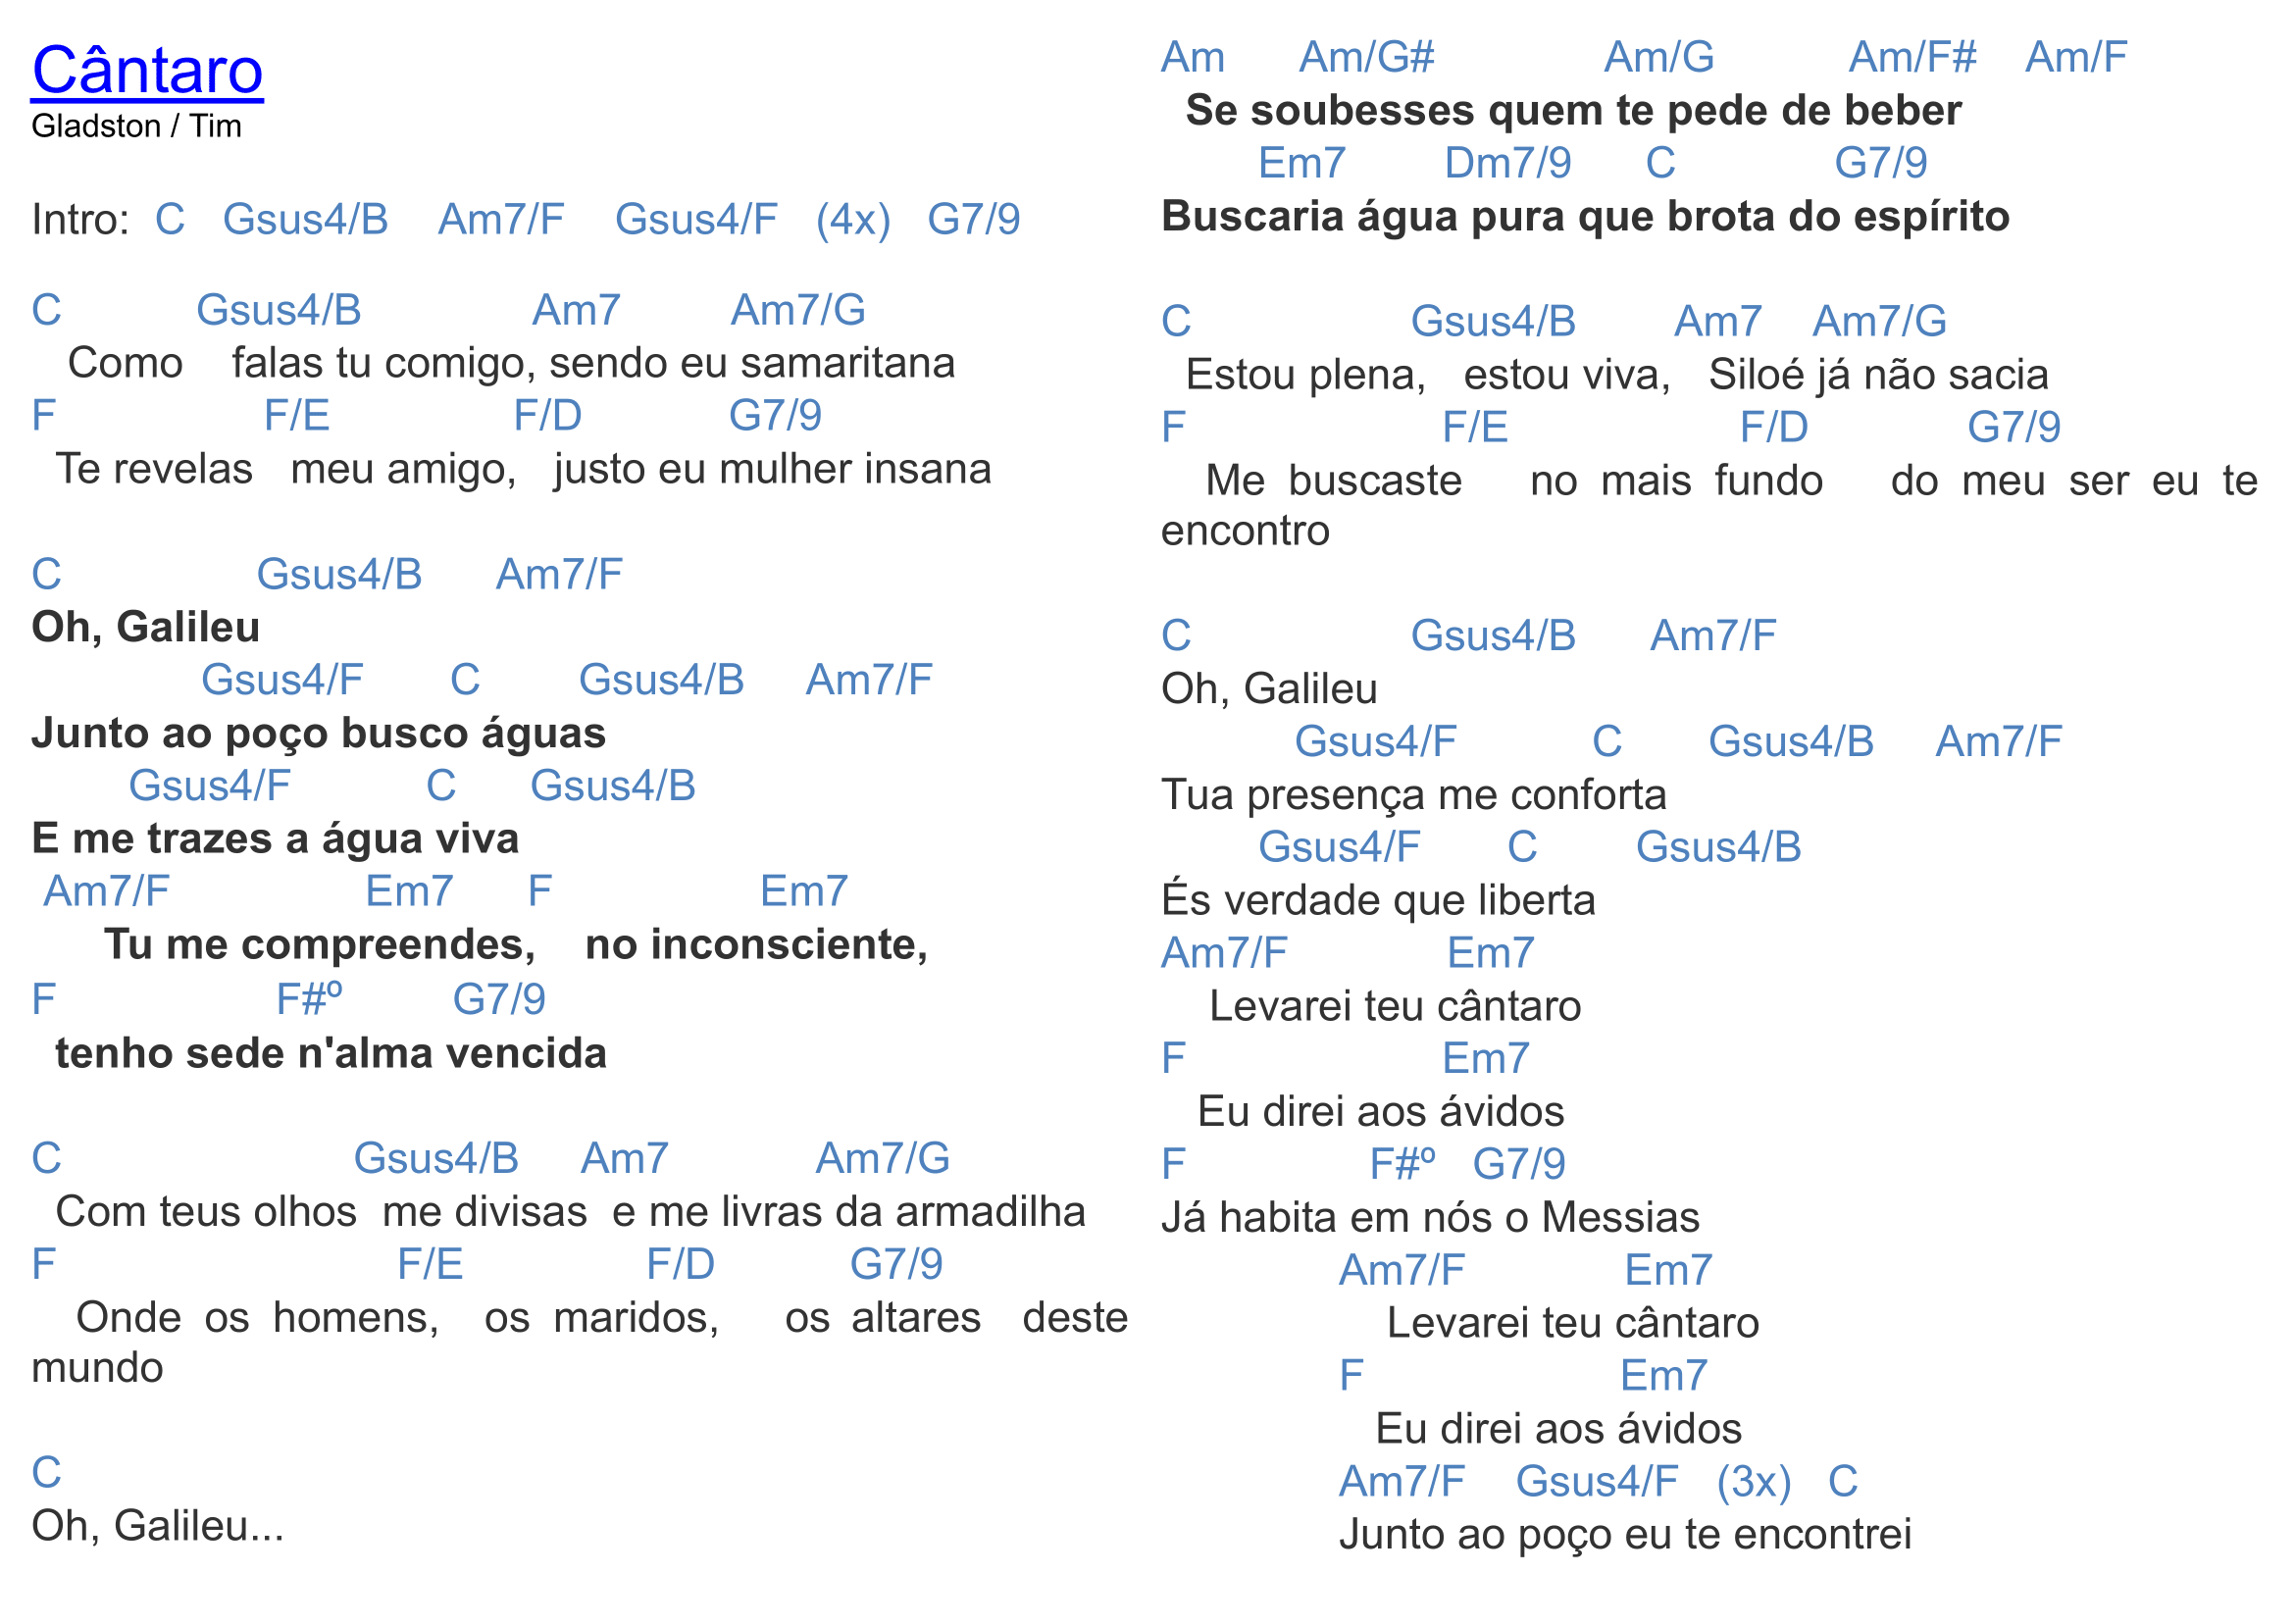 Cântaro
Gladston / Tim
Intro: C Gsus4/B Am7/F Gsus4/F (4x) G7/9
C Gsus4/B Am7 Am7/G
Como falas tu comigo, sendo eu samaritana
F F/E F/D G7/9
Te revelas meu amigo, justo eu mulher insana
C Gsus4/B Am7/F
Oh, Galileu
Gsus4/F C Gsus4/B Am7/F
Junto ao poço busco águas
Gsus4/F C Gsus4/B
E me trazes a água viva
Am7/F Em7 F Em7
Tu me compreendes, no inconsciente,
F F#º G7/9
tenho sede n'alma vencida
C Gsus4/B Am7 Am7/G
Com teus olhos me divisas e me livras da armadilha
F F/E F/D G7/9
Onde os homens, os maridos, os altares deste
mundo
C
Oh, Galileu...
Am Am/G# Am/G Am/F# Am/F
Se soubesses quem te pede de beber
Em7 Dm7/9 C G7/9
Buscaria água pura que brota do espírito
C Gsus4/B Am7 Am7/G
Estou plena, estou viva, Siloé já não sacia
F F/E F/D G7/9
Me buscaste no mais fundo do meu ser eu te
encontro
C Gsus4/B Am7/F
Oh, Galileu
Gsus4/F C Gsus4/B Am7/F
Tua presença me conforta
Gsus4/F C Gsus4/B
És verdade que liberta
Am7/F Em7
Levarei teu cântaro
F Em7
Eu direi aos ávidos
F F#º G7/9
Já habita em nós o Messias
Am7/F Em7
Levarei teu cântaro
F Em7
Eu direi aos ávidos
Am7/F Gsus4/F (3x) C
Junto ao poço eu te encontrei